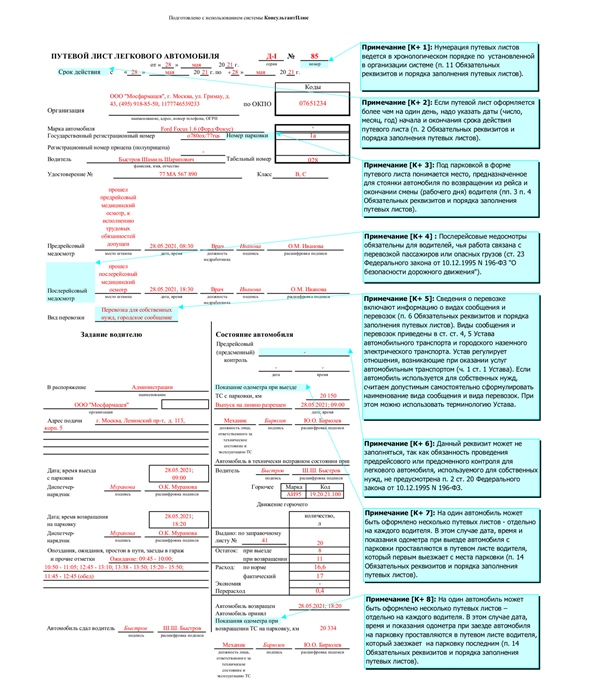 Подготовлено с использованием системы КонсультантПлюс
ПУТЕВОЙ ЛИСТ ЛЕГКОВОГО АВТОМОБИЛЯ Д-1 № 85
серия номер
от « 28 » мая 20 21 г.
Срок действия с « 28 » мая 20 21 г. по « 28 » мая 20 21 г.
Коды
ООО "Мосфармацея", г. Москва, ул. Гримау, д.
43, (495) 918-85-50, 1177746539233
Организация по ОКПО 07651234
наименование, адрес, номер телефона, ОГРН
Марка автомобиля Ford Focus 1.6 (Форд Фокус) -
Государственный регистрационный номер о780ох/77rus Номер парковки 1а
Регистрационный номер прицепа (полуприцепа) -
Водитель Быстров Шамиль Шарипович Табельный номер 028
фамилия, имя, отчество
Удостоверение № 77 МА 567 890 Класс В, С
прошел
предрейсовый
медицинский
осмотр, к
исполнению
трудовых
обязанностей
допущен
Предрейсовый
медосмотр 28.05.2021, 08:30 Врач Иванова О.М. Иванова
место штампа дата, время должность медработника подпись расшифровка подписи
прошел
послерейсовый
медицинский
осмотр
Послерейсовый
медосмотр 28.05.2021, 18:30 Врач Иванова О.М. Иванова
место штампа дата, время должность медработника подпись расшифровка подписи
Вид перевозки Перевозка для собственных
нужд, городское сообщение
Задание водителю
В распоряжение Администрации
наименование
ООО "Мосфармацея"
организация
Адрес подачи г. Москва, Ленинский пр-т, д. 113,
корп. 5
Дата; время выезда
с парковки 28.05.2021;
09:00
Диспетчер-
нарядчик Муранова О.К. Муранова
подпись расшифровка подписи
Дата; время возвращения
на парковку 28.05.2021;
18:20
Диспетчер-
нарядчик Муранова О.К. Муранова
подпись расшифровка подписи
Опоздания, ожидания, простои в пути, заезды в гараж
и прочие отметки Ожидание: 09:45 - 10:00;
10:50 - 11:05; 12:45 - 13:10; 13:38 - 13:50; 15:20 - 15:50;
11:45 - 12:45 (обед)
Автомобиль сдал водитель Быстров Ш.Ш. Быстров
подпись расшифровка подписи
Состояние автомобиля
Предрейсовый
(предсменный)
контроль -
- -
дата время
Показание одометра при выезде
ТС с парковки, км 20 150
Выпуск на линию разрешен 28.05.2021; 09:00
дата; время
Механик Бирюлев Ю.О. Бирюлев
должность лица,
ответственного за
техническое
состояние и
эксплуатацию ТС
подпись расшифровка подписи
Автомобиль в технически исправном состоянии принял
Водитель Быстров Ш.Ш. Быстров
подпись расшифровка подписи
Горючее Марка Код
АИ95 19.20.21.100
Движение горючего
количество,
л
Выдано: по заправочному
листу № 41 20
Остаток: при выезде 8
при возвращении 11
Расход: по норме 16,6
фактический 17
Экономия -
Перерасход 0,4
Автомобиль возвращен 28.05.2021; 18:20
Автомобиль принял
Показания одометра при
возвращении ТС на парковку, км 20 334
Механик Бирюлев Ю.О. Бирюлев
должность лица,
ответственного за
техническое
состояние и
эксплуатацию ТС
подпись расшифровка подписи
Примечание [К+ 1]: Нумерация путевых листов
ведется в хронологическом порядке по установленной
в организации системе (п. 11 Обязательных
реквизитов и порядка заполнения путевых листов).
Примечание [К+ 2]: Если путевой лист оформляется
более чем на один день, надо указать даты (число,
месяц, год) начала и окончания срока действия
путевого листа (п. 2 Обязательных реквизитов и
порядка заполнения путевых листов).
Примечание [К+ 3]: Под парковкой в форме
путевого листа понимается место, предназначенное
для стоянки автомобиля по возвращении из рейса и
окончании смены (рабочего дня) водителя (пп. 3 п. 4
Обязательных реквизитов и порядка заполнения
путевых листов).
Примечание [К+ 4] : Послерейсовые медосмотры
обязательны для водителей, чья работа связана с
перевозкой пассажиров или опасных грузов (ст. 23
Федерального закона от 10.12.1995 N 196-ФЗ "О
безопасности дорожного движения").
Примечание [К+ 5]: Сведения о перевозке
включают информацию о видах сообщения и
перевозок (п. 6 Обязательных реквизитов и порядка
заполнения путевых листов). Виды сообщения и
перевозок приведены в ст. ст. 4, 5 Устава
автомобильного транспорта и городского наземного
электрического транспорта. Устав регулирует
отношения, возникающие при оказании услуг
автомобильным транспортом (ч. 1 ст. 1 Устава). Если
автомобиль используется для собственных нужд,
считаем допустимым самостоятельно сформулировать
наименование вида сообщения и вида перевозок. При
этом можно использовать терминологию Устава.
Примечание [К+ 6]: Данный реквизит может не
заполняться, так как обязанность проведения
предрейсового или предсменного контроля для
легкового автомобиля, используемого для собственных
нужд, не предусмотрена п. 2 ст. 20 Федерального
закона от 10.12.1995 N 196-ФЗ.
Примечание [К+ 7]: На один автомобиль может
быть оформлено несколько путевых листов - отдельно
на каждого водителя. В этом случае дата, время и
показания одометра при выезде автомобиля с
парковки проставляются в путевом листе водителя,
который первым выезжает с места парковки (п. 14
Обязательных реквизитов и порядка заполнения
путевых листов).
Примечание [К+ 8]: На один автомобиль может
быть оформлено несколько путевых листов –
отдельно на каждого водителя. В этом случае дата,
время и показания одометра при заезде автомобиля
на парковку проставляются в путевом листе водителя,
который заезжает на парковку последним (п. 14
Обязательных реквизитов и порядка заполнения
путевых листов).